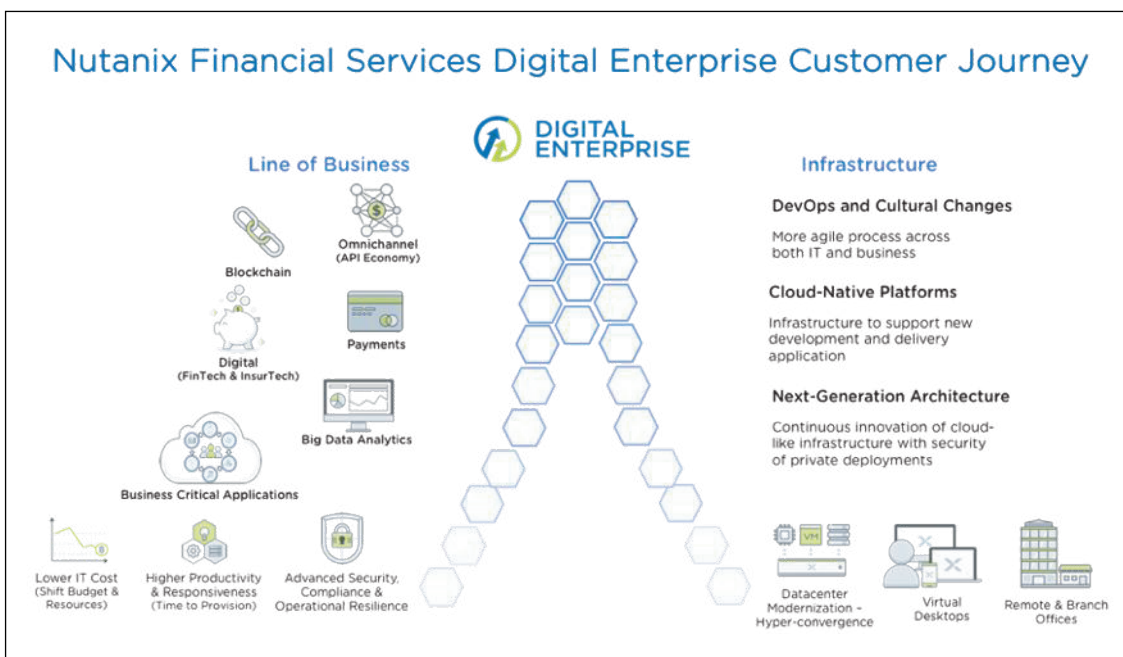 Nutanix Financial Services Digital Enterprise Customer Journey
DIGITAL
ENTERPRISE
Line of Business
Blockchain
Omnichannel
(API Economy)
Digital
(FinTech & InsurTech)
Payments
Big Data Analytics
Business Critical Applications
Lower IT Cost
(Shift Budget &
Resources)
Higher Productivity
& Responsiveness
(Time to Provision)
Advanced Security,
Compliance &
Operational Resilience
Infrastructure
DevOps and Cultural Changes
More agile process across
both IT and business
Cloud-Native Platforms
Infrastructure to support new
development and delivery
application
Next-Generation Architecture
Continuous innovation of cloud-
like infrastructure with security
of private deployments
VM
Datacenter
Modernization –
Hyper-convergence
Virtual
Desktops
Remote & Branch
Offices